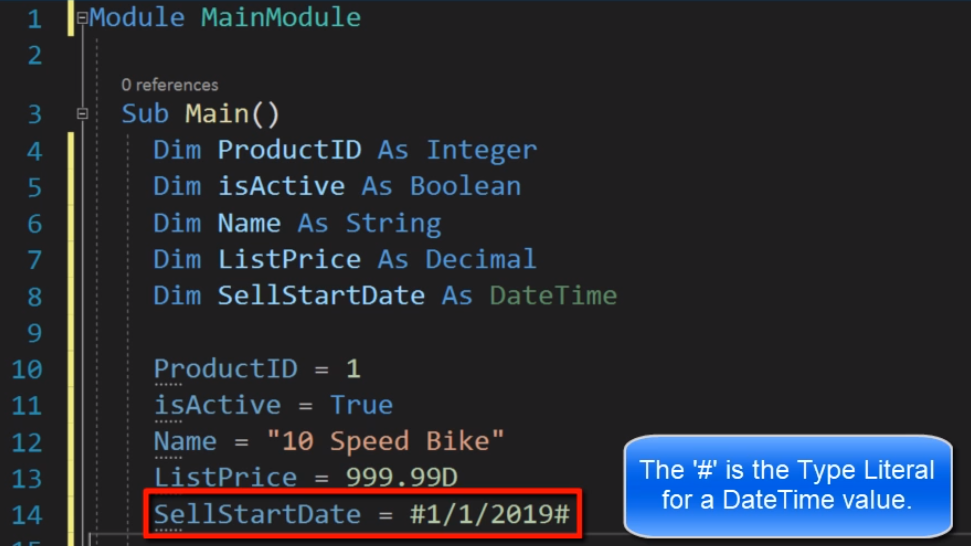 1 Module MainModule
2
0 references
3 Sub Main()
4 Dim ProductID As Integer
5 Dim isActive As Boolean
6 Dim Name As String
7 Dim ListPrice As Decimal
8 Dim SellStartDate As DateTime
9
10 ProductID = 1
11 isActive = True
12 Name = "10 Speed Bike"
13 ListPrice = 999.99D
14 SellStartDate = #1/1/2019#
15
The '#' is the Type Literal
for a DateTime value.